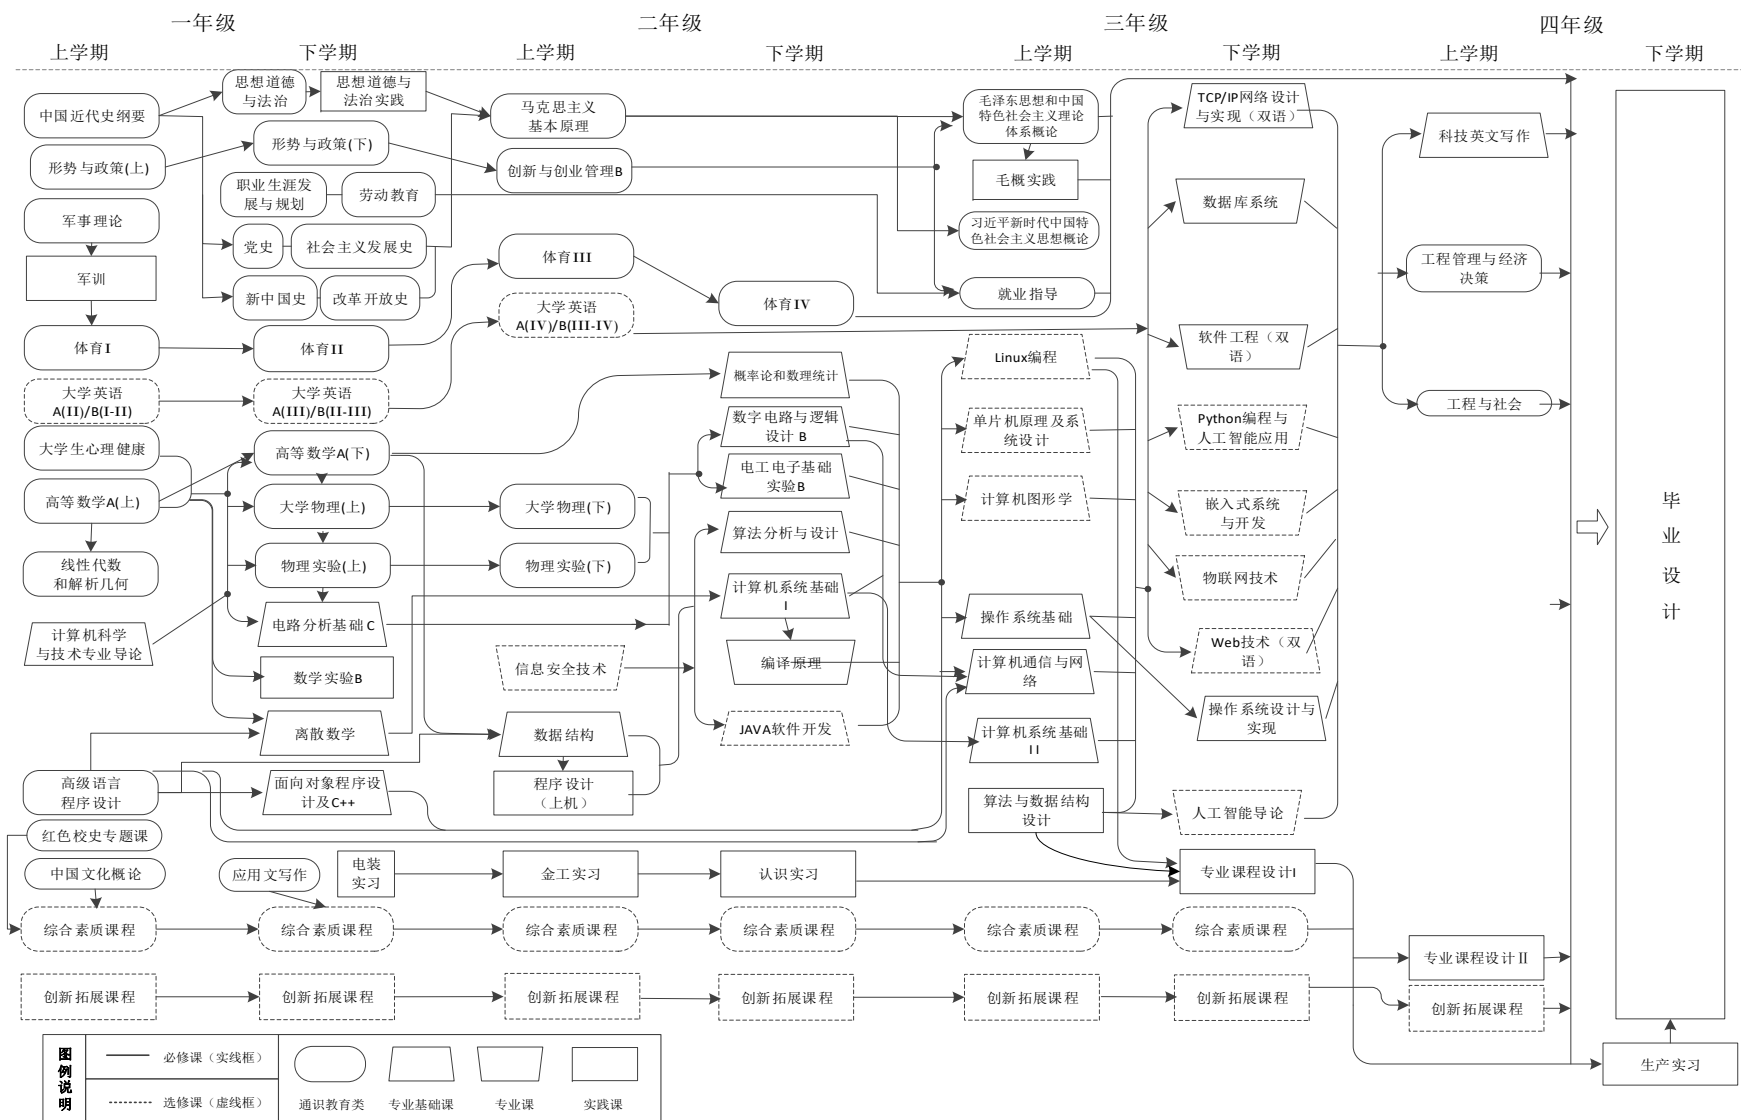 一年级
二年级
三年级
四年级
上学期
下学期
上学期
下学期
上学期
下学期
上学期
下学期
中国近代史纲要
形势与政策(上)
军事理论
军训
体育I
大学英语
A(II)/B(I-II)
大学生心理健康
高等数学A(上)
线性代数
和解析几何
计算机科学
与技术专业导论
高级语言
程序设计
红色校史专题课
中国文化概论
综合素质课程
创新拓展课程
思想道德
与法治
思想道德与
法治实践
形势与政策(下)
职业生涯发
展与规划
劳动教育
党史
社会主义发展史
新中国史
改革开放史
体育II
大学英语
A(III)/B(II-III)
高等数学A(下)
大学物理(上)
物理实验(上)
电路分析基础C
数学实验B
离散数学
面向对象程序设
计及C++
电装
实习
应用文写作
综合素质课程
创新拓展课程
马克思主义
基本原理
创新与创业管理B
体育III
大学英语
A(IV)/B(III-IV)
大学物理(下)
物理实验(下)
信息安全技术
数据结构
程序设计
（上机）
金工实习
综合素质课程
创新拓展课程
体育IV
概率论和数理统计
数字电路与逻辑
设计 B
电工电子基础
实验B
算法分析与设计
计算机系统基础
I
编译原理
JAVA软件开发
认识实习
综合素质课程
创新拓展课程
毛泽东思想和中国
特色社会主义理论
体系概论
毛概实践
习近平新时代中国特
色社会主义思想概论
就业指导
Linux编程
单片机原理及系
统设计
计算机图形学
操作系统基础
计算机通信与网
络
计算机系统基础
II
算法与数据结构
设计
综合素质课程
创新拓展课程
TCP/IP网络设计
与实现（双语）
数据库系统
软件工程（双
语）
Python编程与
人工智能应用
嵌入式系统
与开发
物联网技术
Web技术（双
语）
操作系统设计与
实现
人工智能导论
专业课程设计I
综合素质课程
创新拓展课程
科技英文写作
工程管理与经济
决策
工程与社会
专业课程设计II
创新拓展课程
毕
业
设
计
生产实习
图
例
说
明
必修课（实线框）
选修课（虚线框）
通识教育类
专业基础课
专业课
实践课